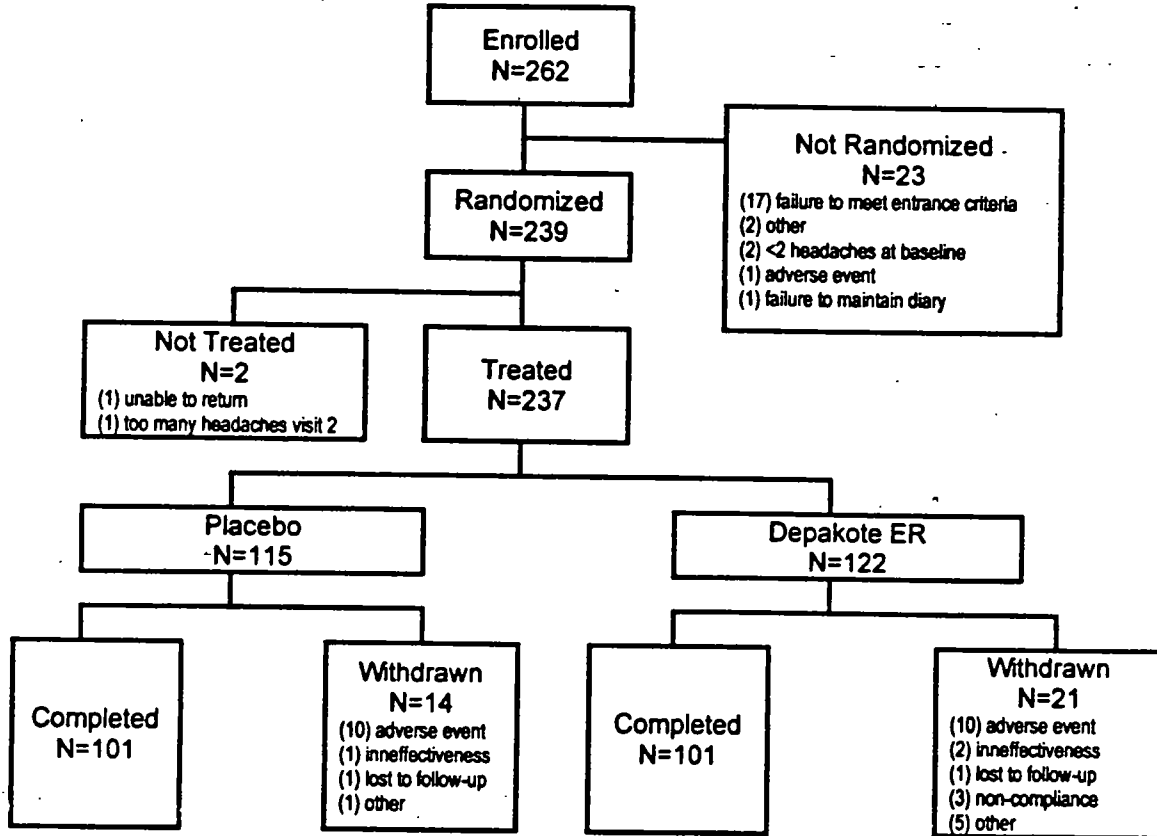 Enrolled
N=262
Not Randomized
N=23
(17) failure to meet entrance criteria
(2) other
(2) <2 headaches at baseline
(1) adverse event
(1) failure to maintain diary
Randomized
N=239
Not Treated
N=2
(1) unable to return
(1) too many headaches visit 2
Treated
N=237
Placebo
N=115
Depakote ER
N=122
Completed
N=101
Withdrawn
N=14
(10) adverse event
(1) inneffectiveness
(1) lost to follow-up
(1) other
Completed
N=101
Withdrawn
N=21
(10) adverse event
(2) inneffectiveness
(1) lost to follow-up
(3) non-compliance
(5) other